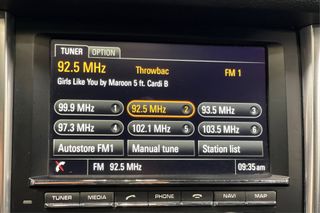 TUNER OPTION
92.5 MHz Throwbac FM 1
Girls Like You by Maroon 5 ft. Cardi B
99.9 MHz 1 92.5 MHz 2 93.5 MHz 3
97.3 MHz 4 102.1 MHz 5 103.5 MHz 6
Autostore FM1 Manual tune Station list
FM 92.5 MHz 09:35am
TUNER MEDIA PHONE NAVI MAP